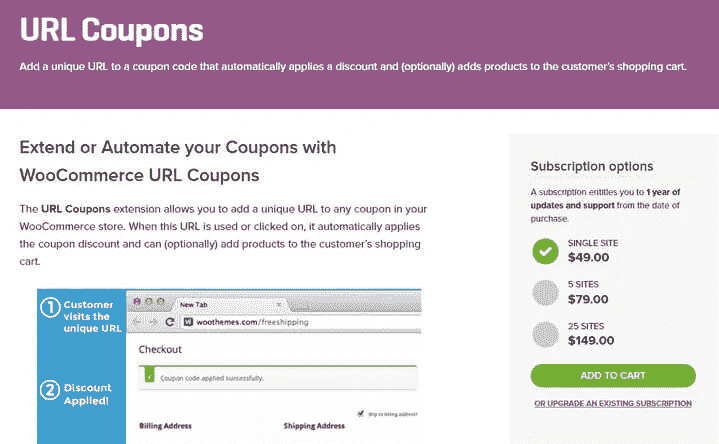 URL Coupons
Add a unique URL to a coupon code that automatically applies a discount and (optionally) adds products to the customer's shopping cart.
Extend or Automate your Coupons with
WooCommerce URL Coupons
The URL Coupons extension allows you to add a unique URL to any coupon in your
WooCommerce store. When this URL is used or clicked on, it automatically applies
the coupon discount and can (optionally) add products to the customer's shopping
cart.
1 Customer
visits the
unique URL
New Tab
woothemes.com/freeshipping
Checkout
Coupon code applied successfully.
2 Discount
Applied!
Ship to billing address?
Billing Address
Shipping Address
Subscription options
A subscription entitles you to 1 year of
updates and support from the date of
purchase.
SINGLE SITE
$49.00
5 SITES
$79.00
25 SITES
$149.00
ADD TO CART
OR UPGRADE AN EXISTING SUBSCRIPTION